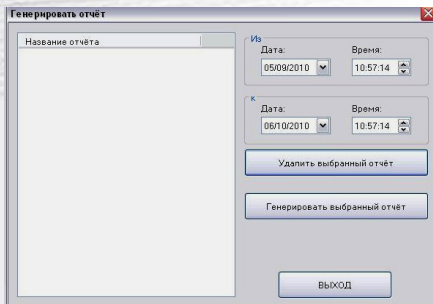 Генерировать отчёт
Название отчёта
Из
Дата: Время:
05/09/2010 10:57:14
к
Дата: Время:
06/10/2010 10:57:14
Удалить выбранный отчёт
Генерировать выбранный отчёт
ВЫХОД